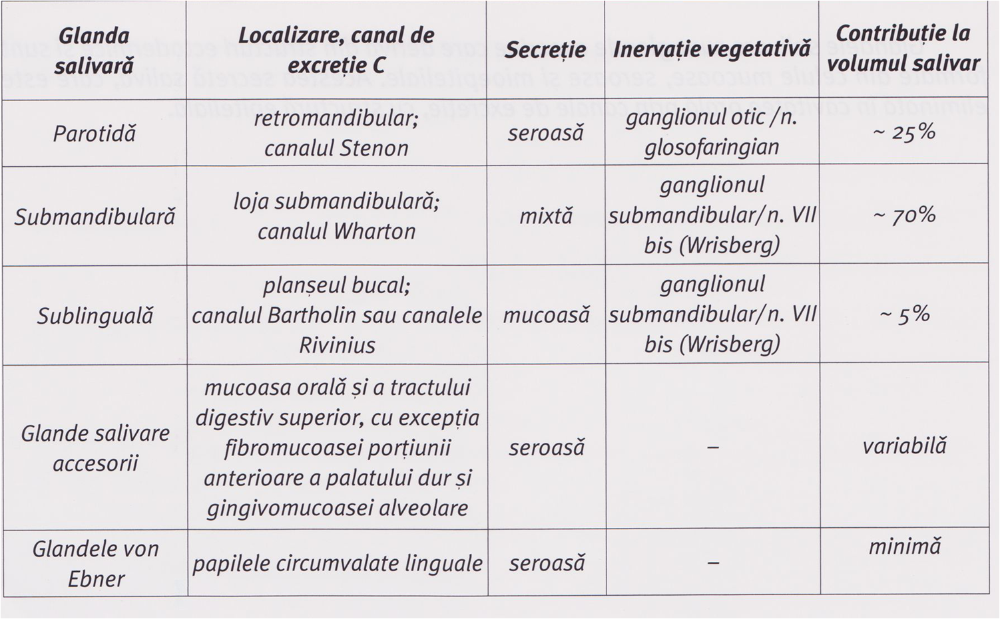 Glanda
salivară
Localizare, canal de
excreție C
Secreție
Inervație vegetativă
Contribuție la
volumul salivar
Parotidă
retromandibular;
canalul Stenon
seroasă
ganglionul otic /n.
glosofaringian
~ 25%
Submandibulară
loja submandibulară;
canalul Wharton
mixtă
ganglionul
submandibular/n. VII
bis (Wrisberg)
~ 70%
Sublinguală
planșeul bucal;
canalul Bartholin sau canalele
Rivinius
mucoasă
ganglionul
submandibular/n. VII
bis (Wrisberg)
~ 5%
Glande salivare
accesorii
mucoasa orală și a tractului
digestiv superior, cu excepția
fibromucoasei porțiunii
anterioare a palatului dur și
gingivomucoasei alveolare
seroasă
–
variabilă
Glandele von
Ebner
papilele circumvalate linguale
seroasă
–
minimă